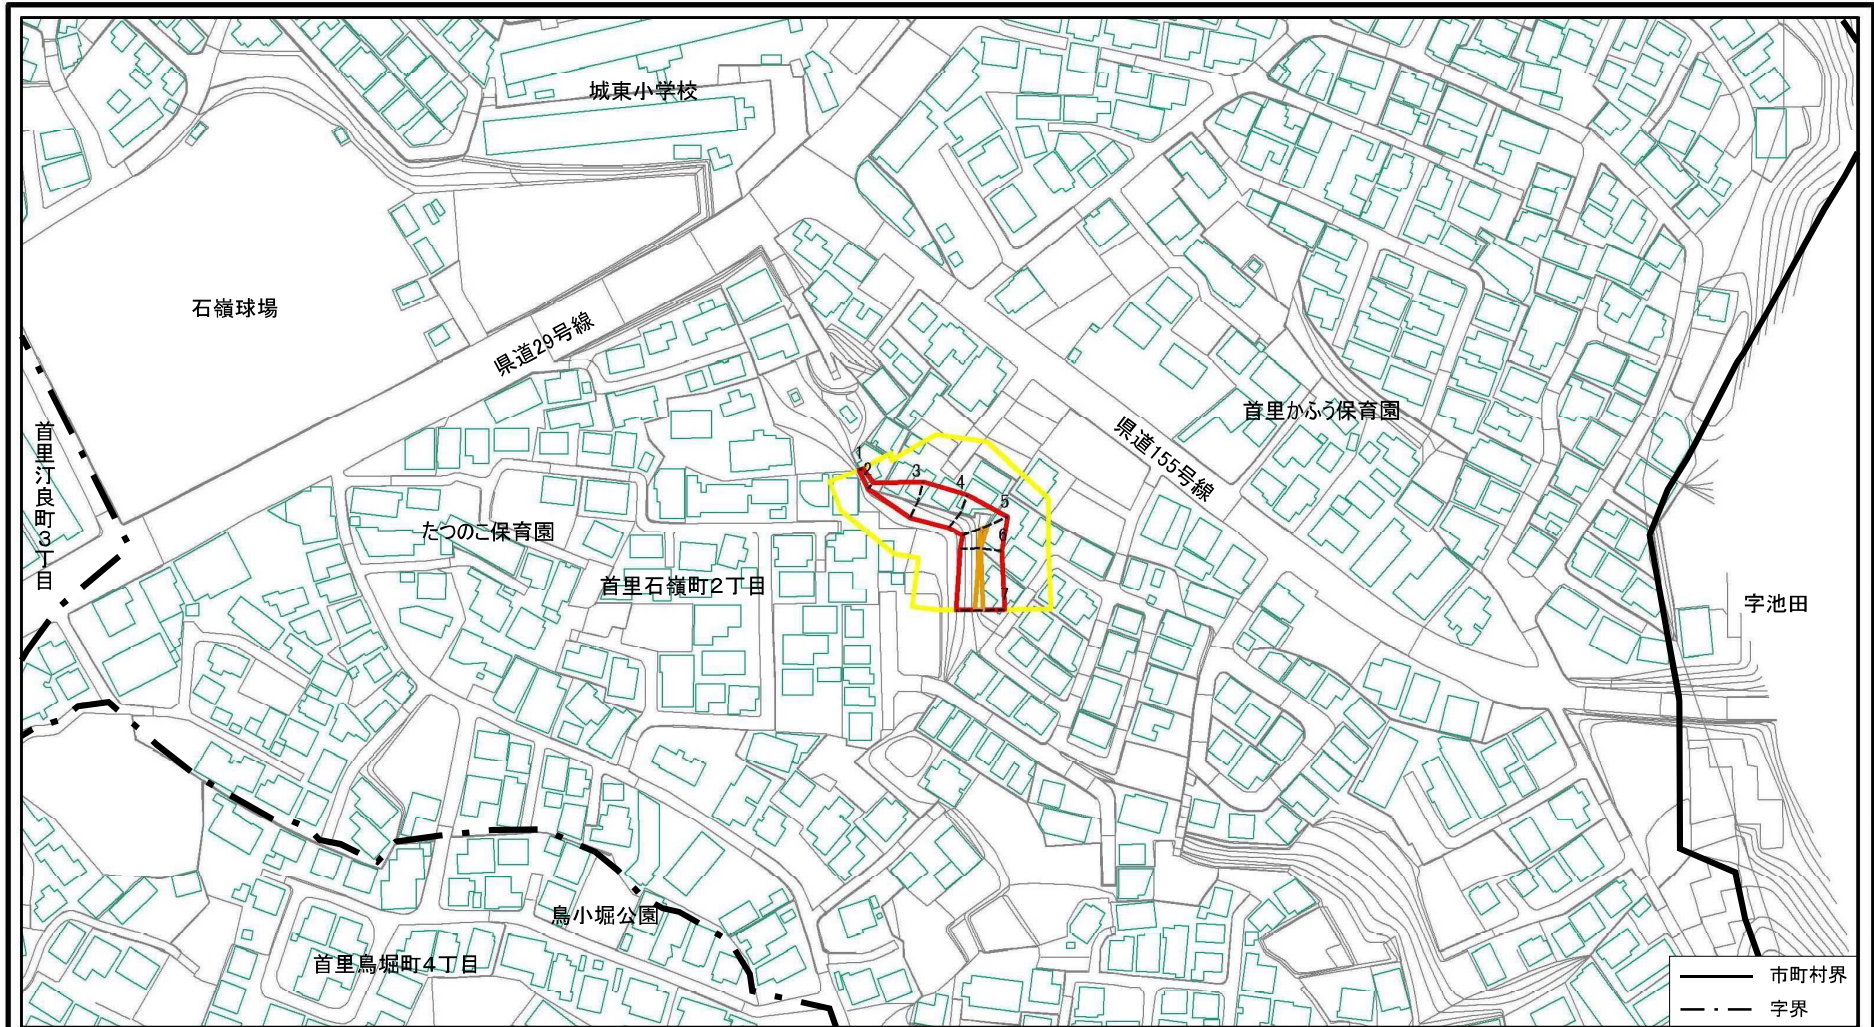 城東小学校
石嶺球場
県道29号線
首里かふう保育園
県道155号線
首里汀良町3丁目
1
2
3
4
5
6
7
たつのこ保育園
首里石嶺町2丁目
字池田
鳥小堀公園
首里鳥堀町4丁目
市町村界
字界